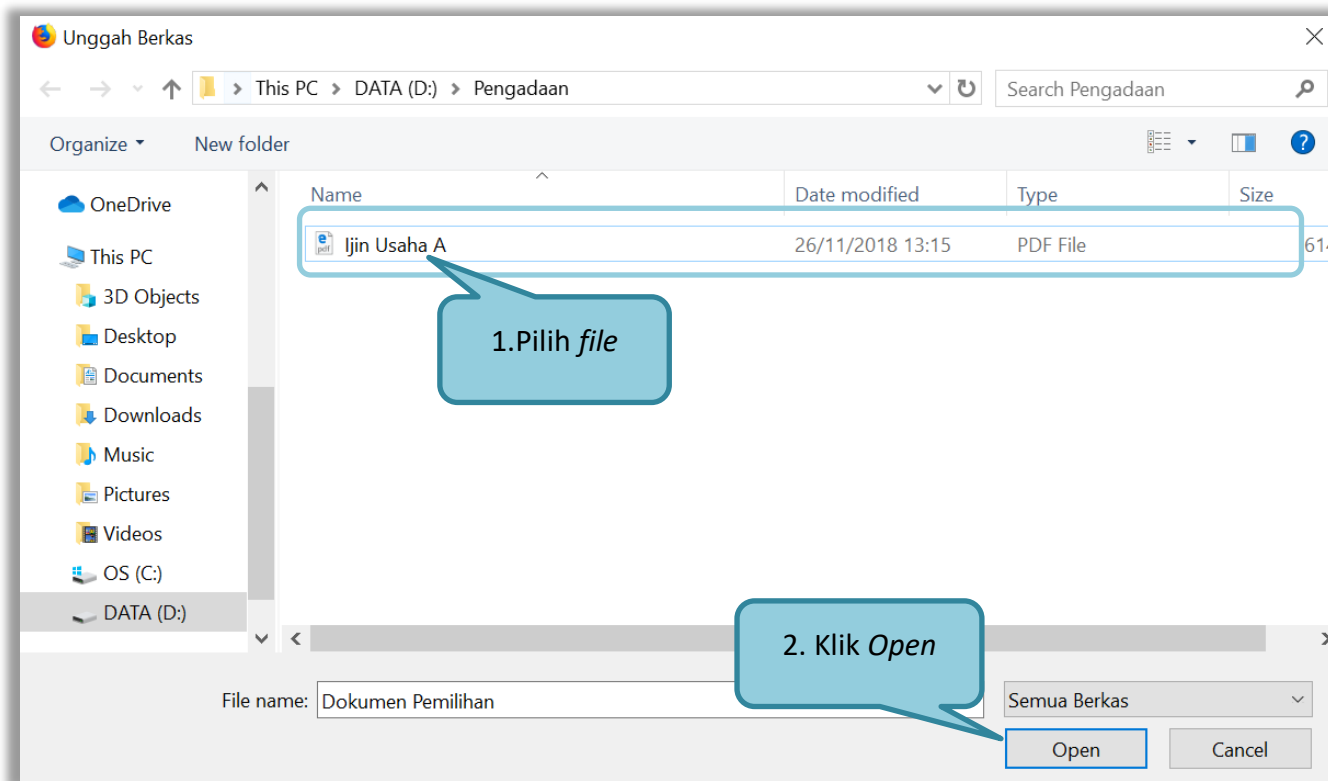 Unggah Berkas
This PC > DATA (D:) > Pengadaan
Search Pengadaan
Organize
New folder
Name Date modified Type Size
OneDrive
Ijin Usaha A 26/11/2018 13:15 PDF File 614
This PC
3D Objects
1.Pilih file
Desktop
Documents
Downloads
Music
Pictures
Videos
OS (C:)
DATA (D:)
2. Klik Open
File name: Dokumen Pemilihan
Semua Berkas
Open
Cancel